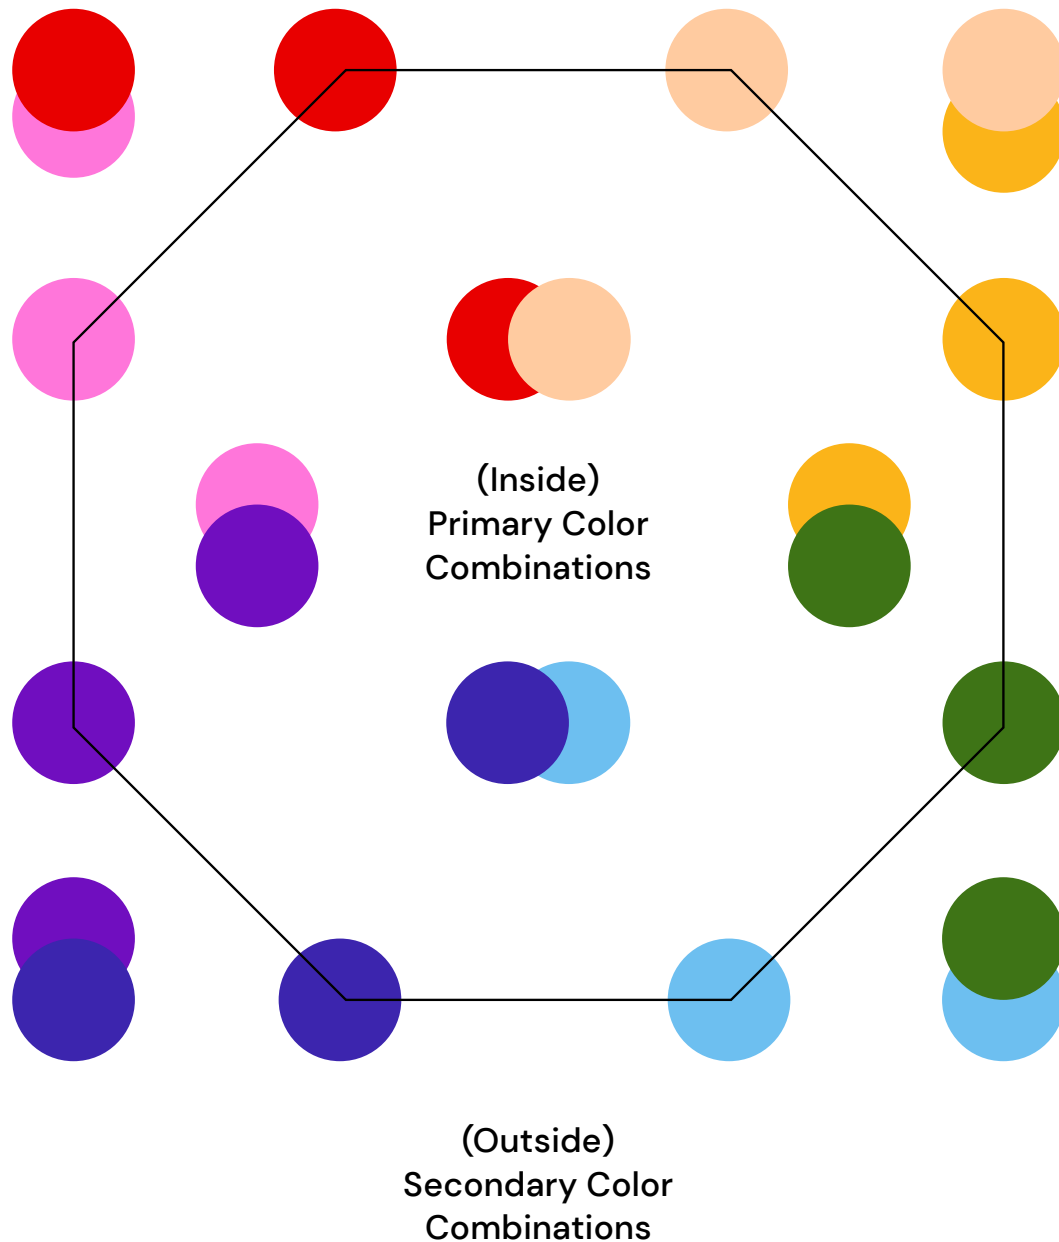 (Inside)
Primary Color
Combinations
(Outside)
Secondary Color
Combinations